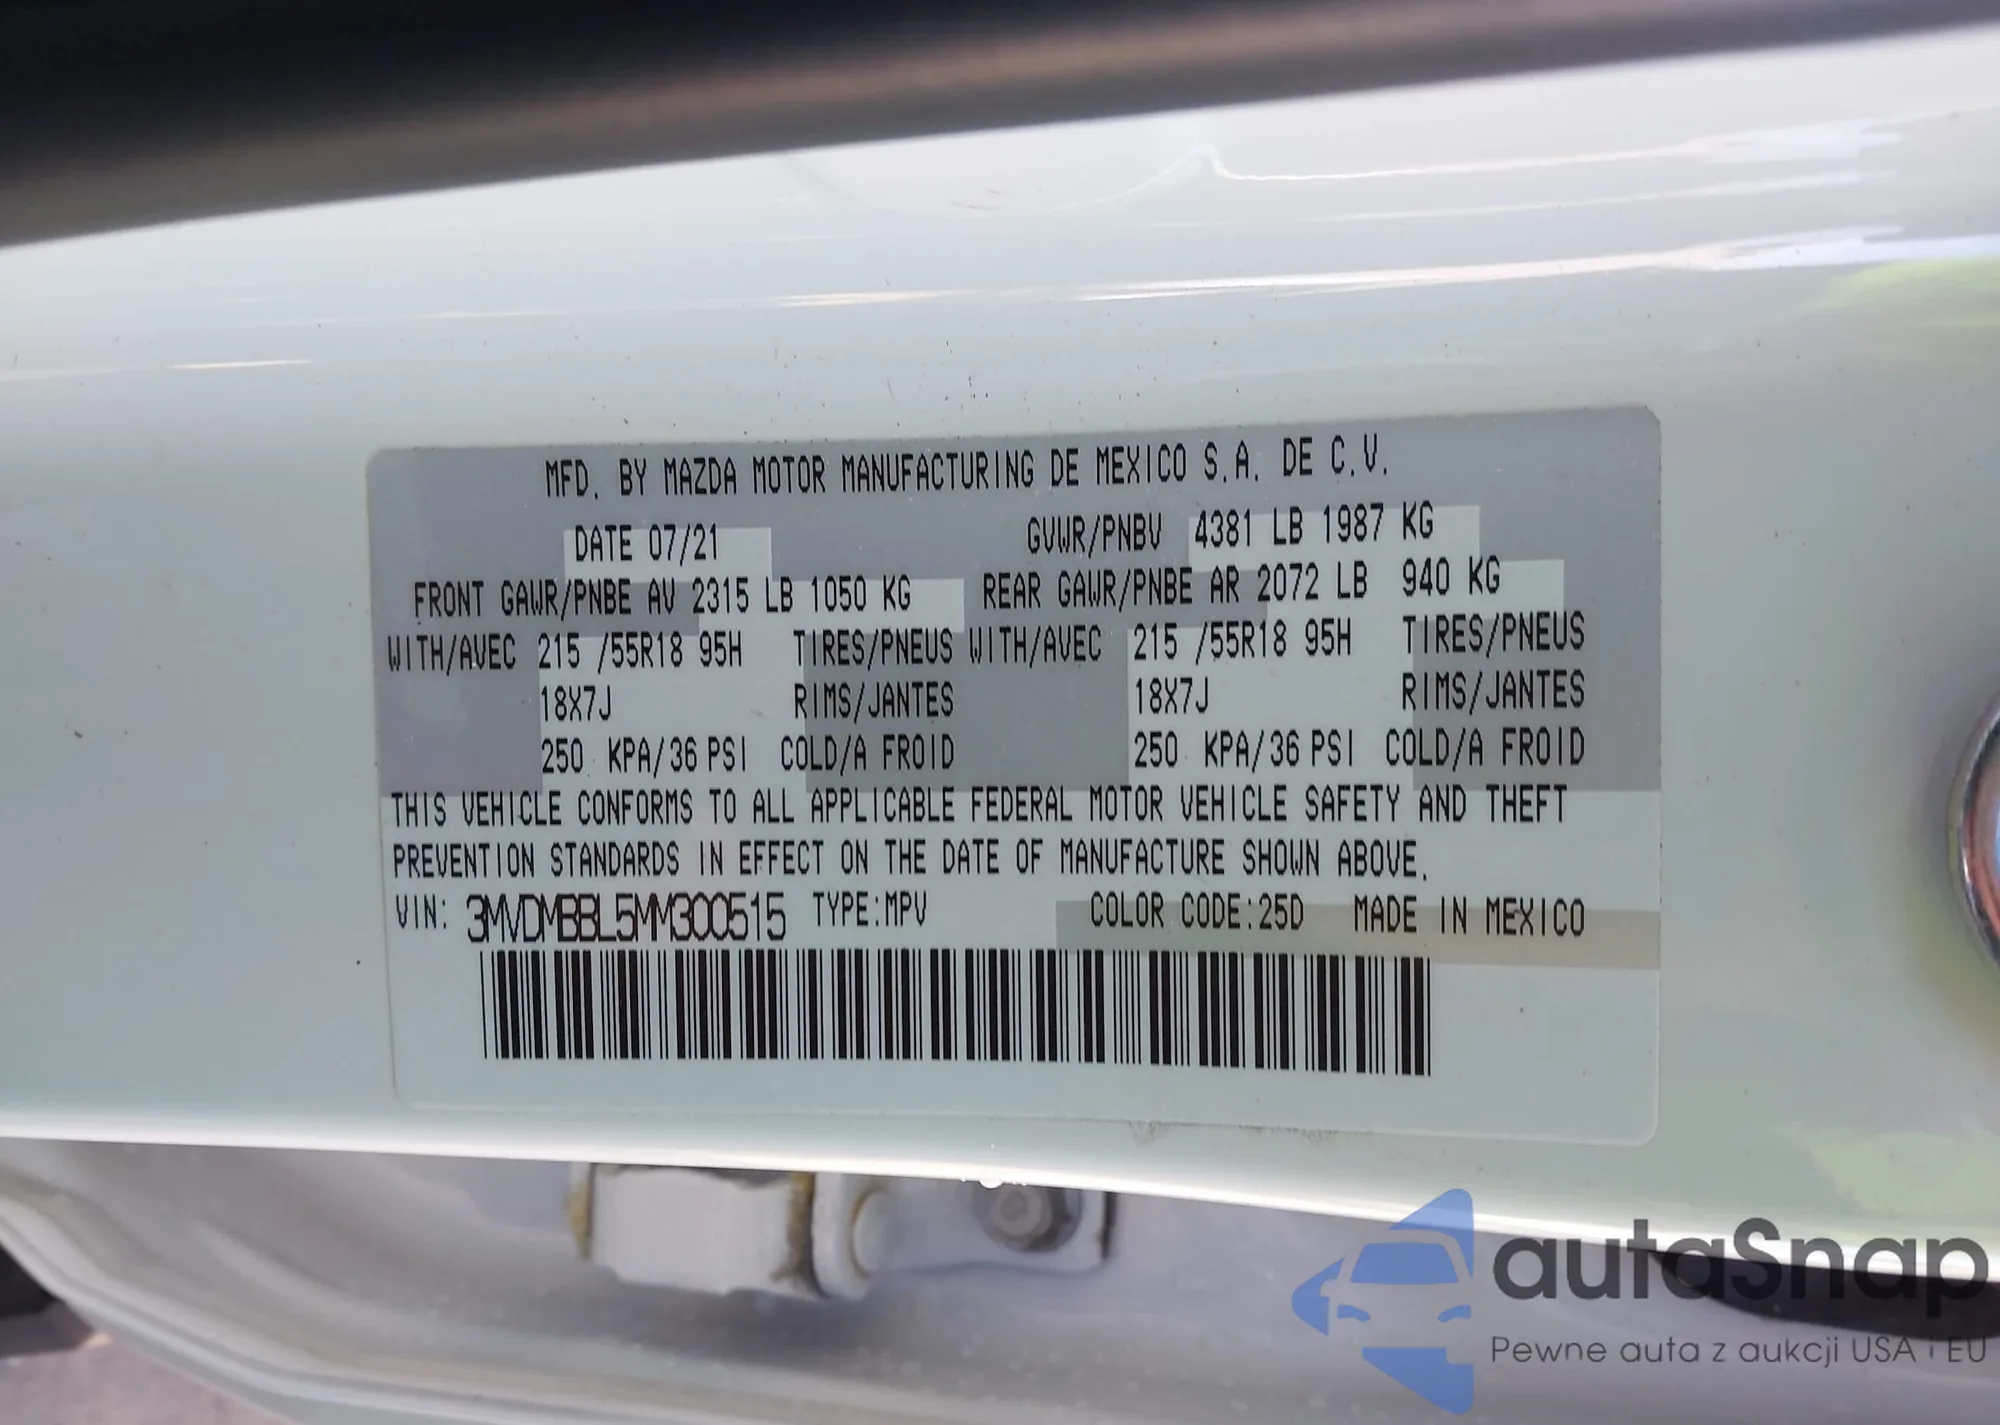 MFD. BY MAZDA MOTOR MANUFACTURING DE MEXICO S.A. DE C.V.
DATE 07/21 GVWR/PNBV 4381 LB 1987 KG
FRONT GAWR/PNBE AV 2315 LB 1050 KG REAR GAWR/PNBE AR 2072 LB 940 KG
WITH/AVEC 215 /55R18 95H TIRES/PNEUS WITH/AVEC 215 /55R18 95H TIRES/PNEUS
18X7J RIMS/JANTES 18X7J RIMS/JANTES
250 KPA/36 PSI COLD/A FROID 250 KPA/36 PSI COLD/A FROID
THIS VEHICLE CONFORMS TO ALL APPLICABLE FEDERAL MOTOR VEHICLE SAFETY AND THEFT
PREVENTION STANDARDS IN EFFECT ON THE DATE OF MANUFACTURE SHOWN ABOVE.
VIN: 3MVDMBBL5MM300515 TYPE:MPV COLOR CODE:25D MADE IN MEXICO
autaSnap
Pewne auta z aukcji USA i EU